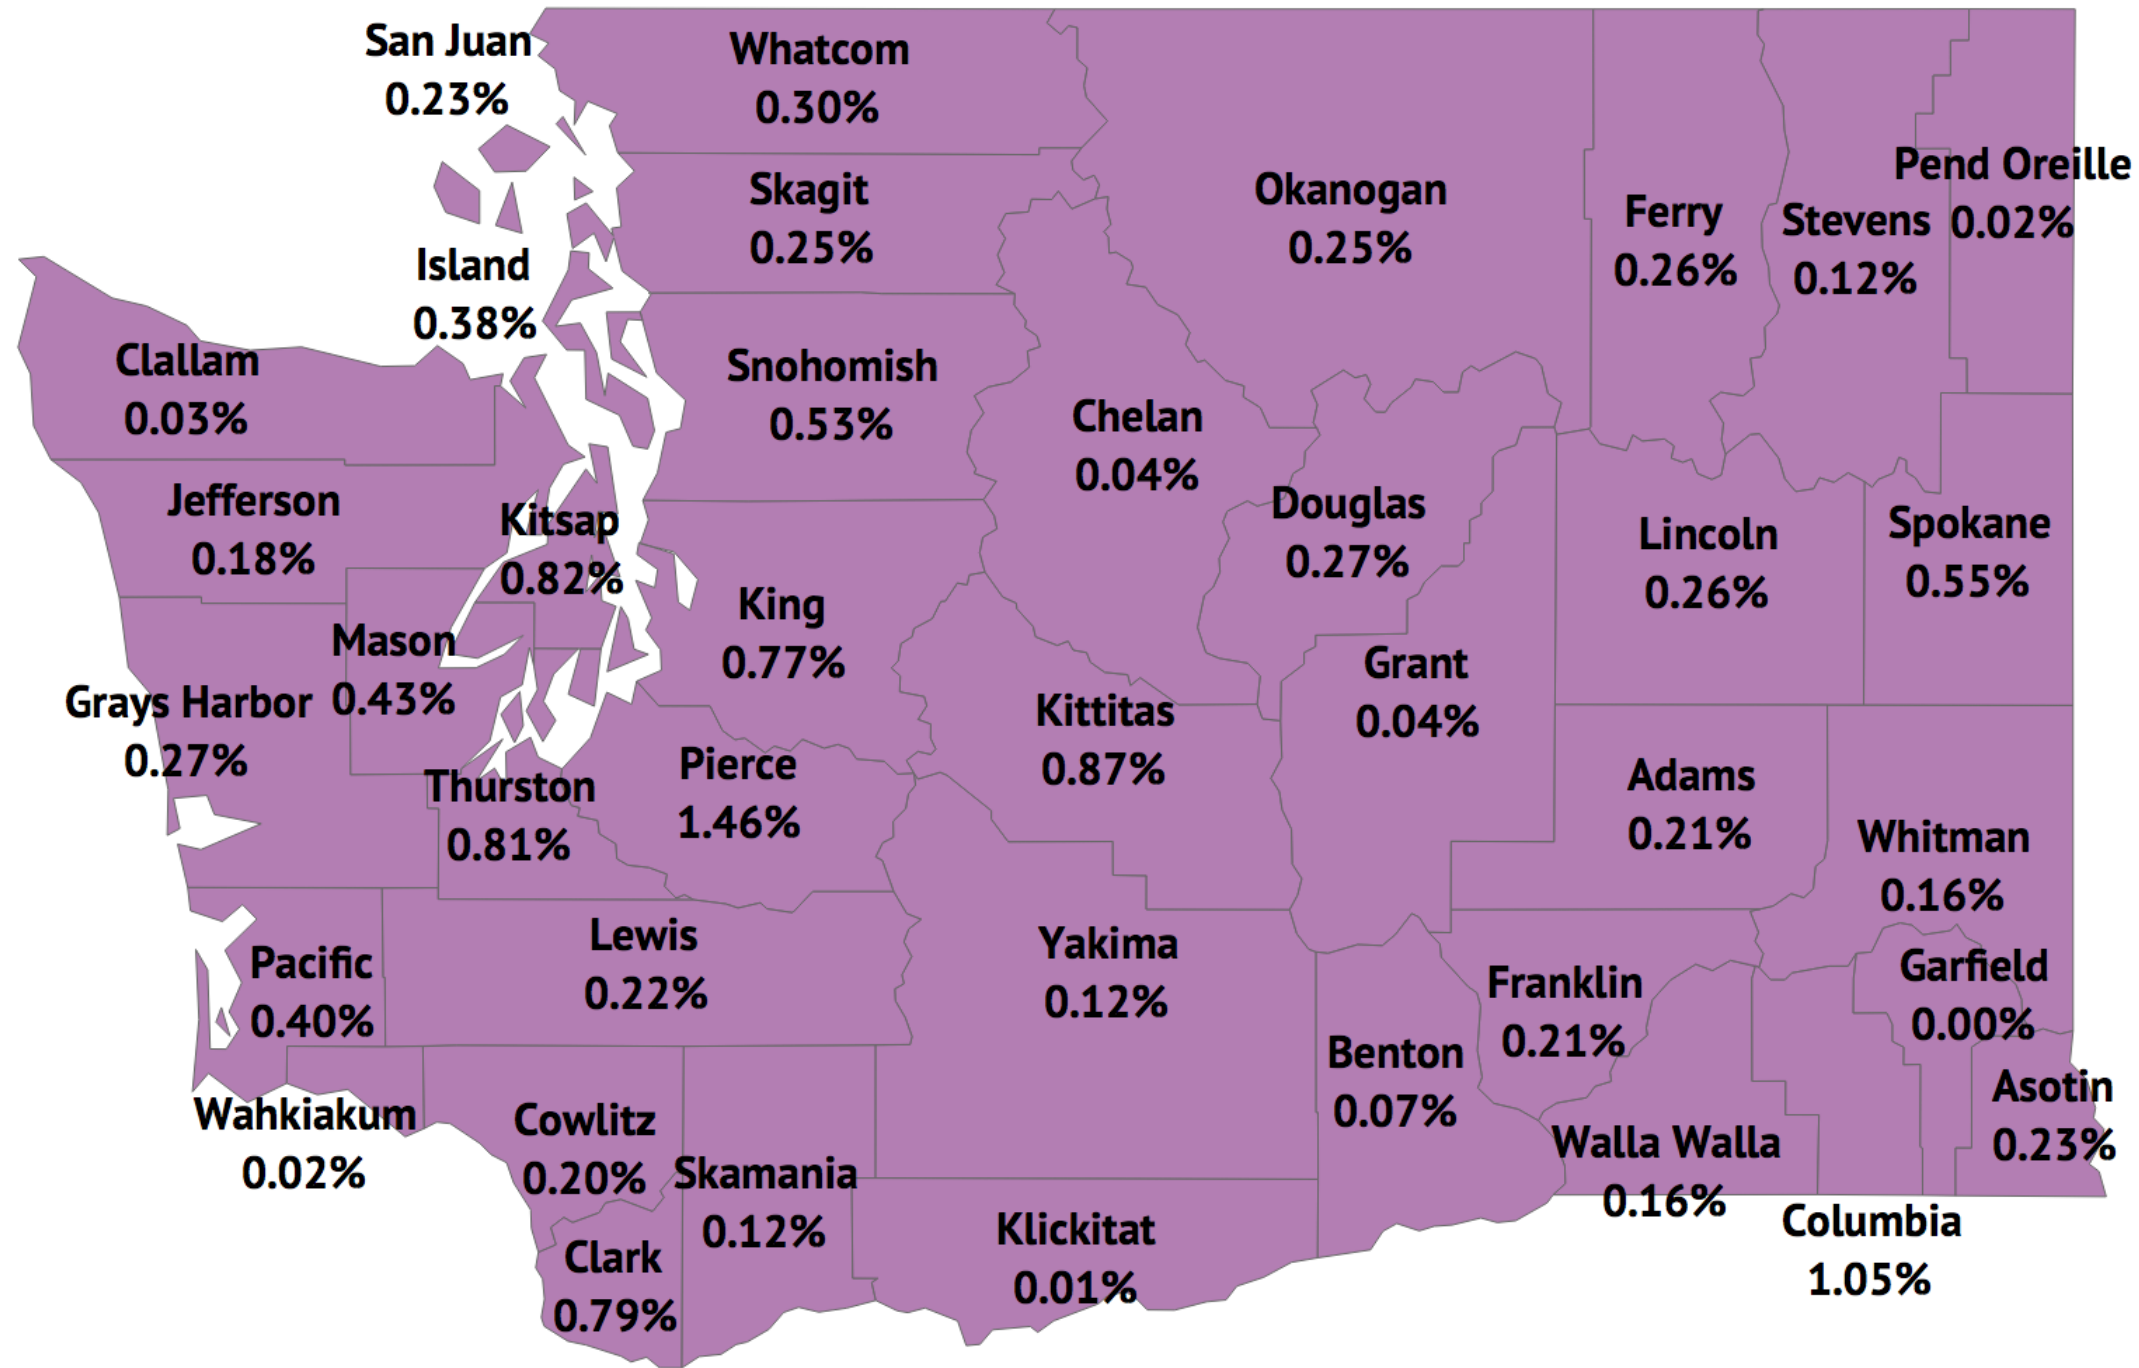 San Juan
0.23%
Whatcom
0.30%
Skagit
0.25%
Okanogan
0.25%
Ferry
0.26%
Stevens
0.12%
Pend Oreille
0.02%
Island
0.38%
Clallam
0.03%
Snohomish
0.53%
Chelan
0.04%
Jefferson
0.18%
Kitsap
0.82%
Douglas
0.27%
Lincoln
0.26%
Spokane
0.55%
King
0.77%
Mason
0.43%
Grays Harbor
0.27%
Grant
0.04%
Kittitas
0.87%
Thurston
0.81%
Pierce
1.46%
Adams
0.21%
Whitman
0.16%
Pacific
0.40%
Lewis
0.22%
Yakima
0.12%
Franklin
0.21%
Garfield
0.00%
Benton
0.07%
Asotin
0.23%
Wahkiakum
0.02%
Cowlitz
0.20%
Skamania
0.12%
Walla Walla
0.16%
Columbia
1.05%
Klickitat
0.01%
Clark
0.79%